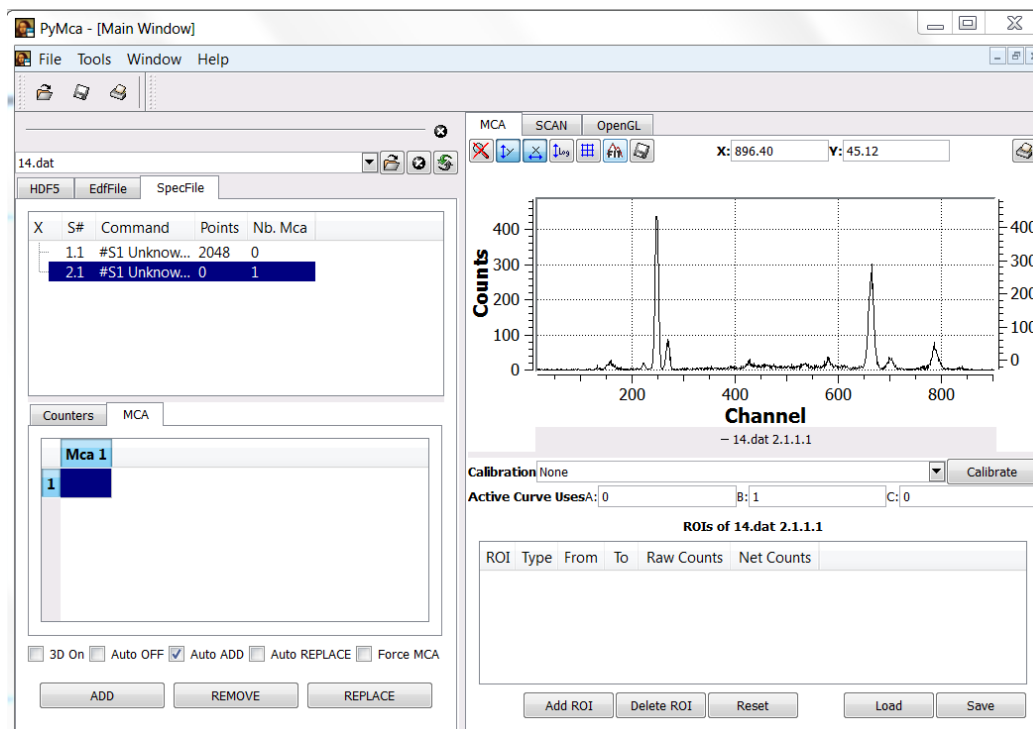 PyMca - [Main Window]
File Tools Window Help
14.dat
HDF5 EdfFile SpecFile
X S# Command Points Nb. Mca
1.1 #S1 Unknow... 2048 0
2.1 #S1 Unknow... 0 1
Counters MCA
Mca 1
1
3D On Auto OFF Auto ADD Auto REPLACE Force MCA
ADD REMOVE REPLACE
MCA SCAN OpenGL
Log
X: 896.40 Y: 45.12
400 400
300 300
200 200
100 100
0 0
Counts
200 400 600 800
Channel
– 14.dat 2.1.1.1
Calibration None Calibrate
Active Curve Uses A: 0 B: 1 C: 0
ROIs of 14.dat 2.1.1.1
ROI Type From To Raw Counts Net Counts
Add ROI Delete ROI Reset Load Save